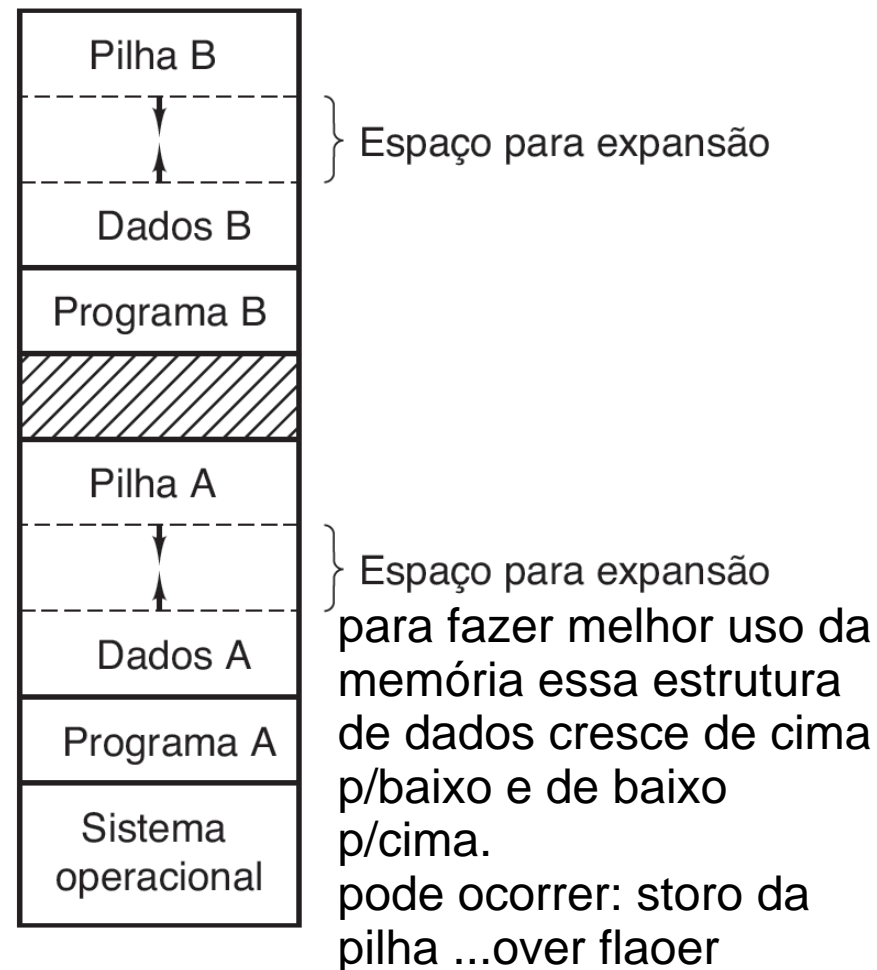 Pilha B
Espaço para expansão
Dados B
Programa B
Pilha A
Espaço para expansão
Dados A
Programa A
Sistema
operacional
para fazer melhor uso da
memória essa estrutura
de dados cresce de cima
p/baixo e de baixo
p/cima.
pode ocorrer: storo da
pilha ...over flaoer